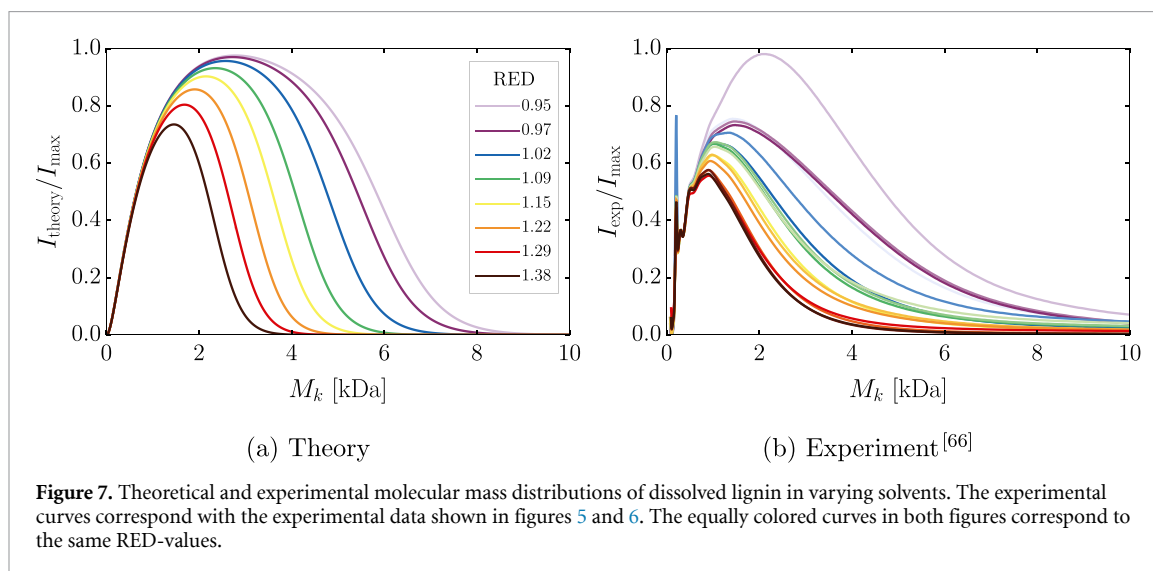 1.0
0.8
0.6
0.4
0.2
0.0
I_theory/I_max
0 2 4 6 8 10
M_k [kDa]
RED
0.95
0.97
1.02
1.09
1.15
1.22
1.29
1.38
(a) Theory
1.0
0.8
0.6
0.4
0.2
0.0
I_exp/I_max
0 2 4 6 8 10
M_k [kDa]
(b) Experiment[66]
Figure 7. Theoretical and experimental molecular mass distributions of dissolved lignin in varying solvents. The experimental
curves correspond with the experimental data shown in figures 5 and 6. The equally colored curves in both figures correspond to
the same RED-values.